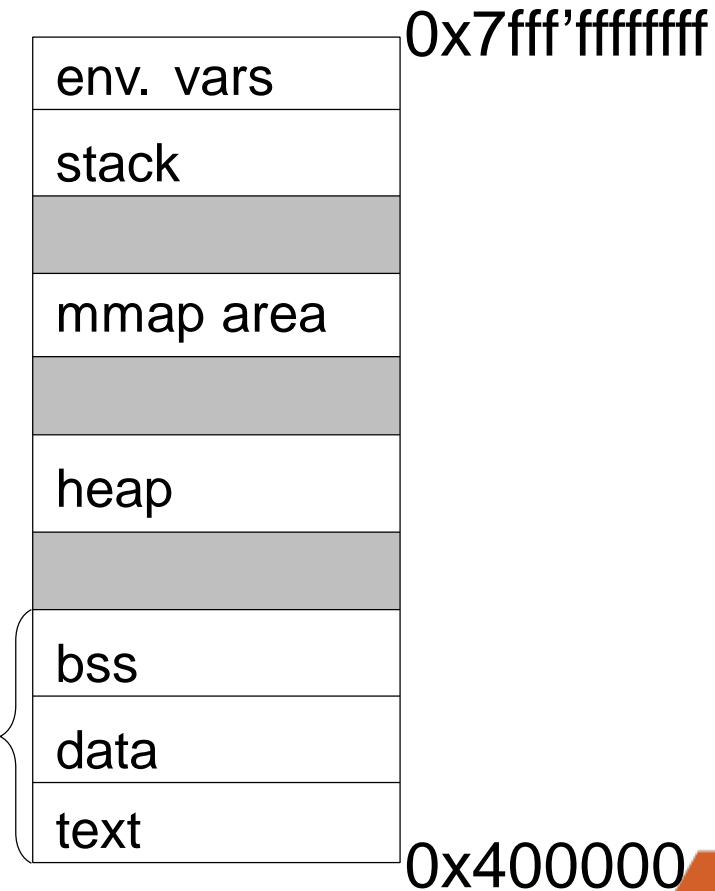 0x7fff’ffffffff
env. vars
stack
mmap area
heap
bss
data
text
0x400000